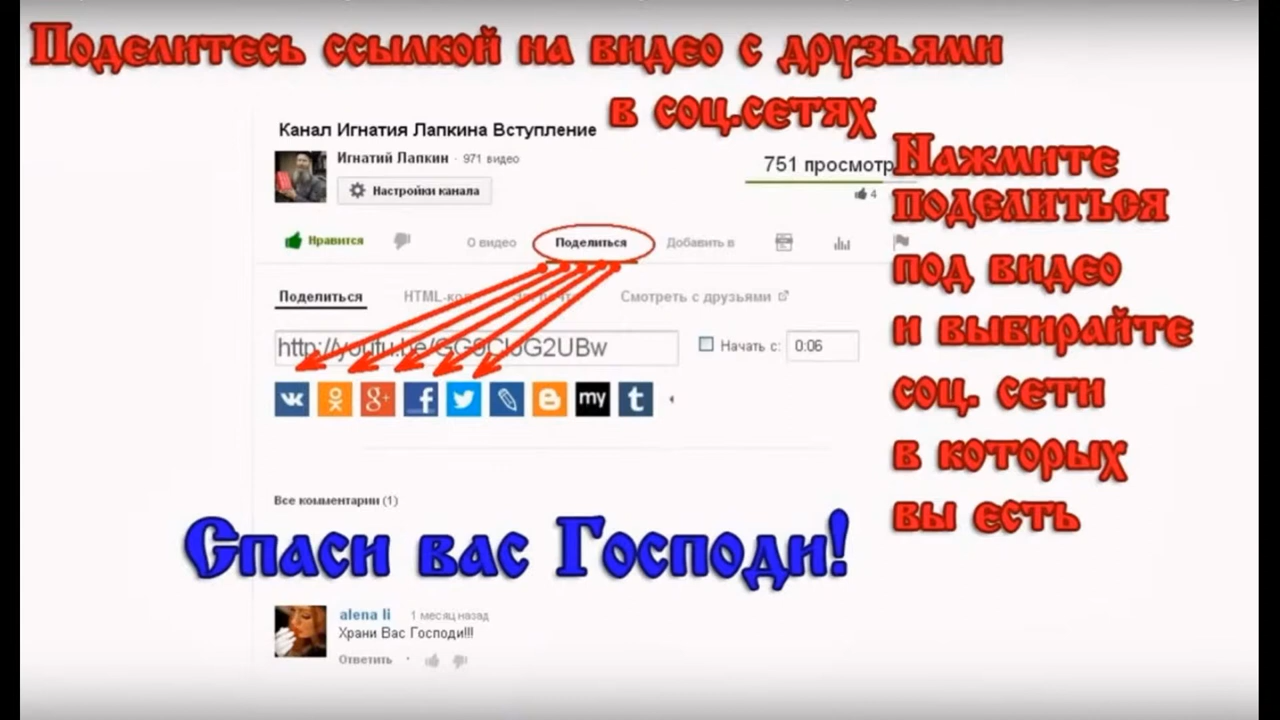 Поделитесь ссылкой на видео с друзьями
в соц.сетях
Канал Игнатия Лапкина Вступление
Игнатий Лапкин · 971 видео
751 просмотр
Настройки канала
4
Нажмите
поделиться
под видео
и выбирайте
соц. сети
в которых
вы есть
Нравится
О видео
Поделиться
Добавить в
Поделиться
HTML-код
Смотреть с друзьями
Начать с:
0:06
my
Все комментарии (1)
Спаси вас Господи!
alena li 1 месяц назад
Храни Вас Господи!!!
Ответить ·